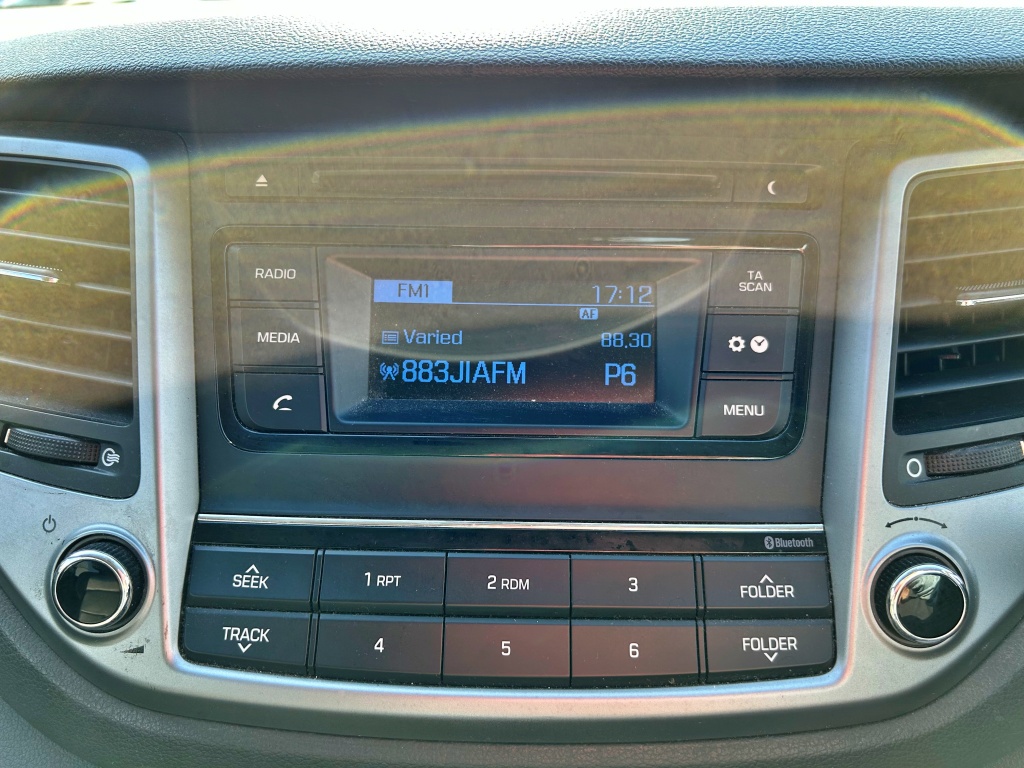 RADIO
MEDIA
FM1
17:12
AF
Varied
88.30
883JIAFM
P6
TA
SCAN
MENU
Bluetooth
SEEK
1 RPT
2 RDM
3
FOLDER
TRACK
4
5
6
FOLDER